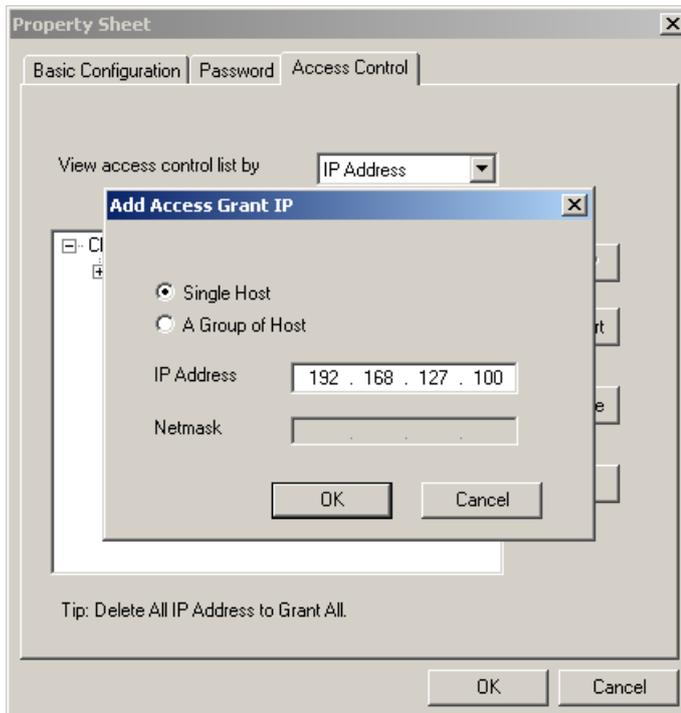 Property Sheet
Basic Configuration
Password
Access Control
View access control list by
IP Address
Add Access Grant IP
Single Host
A Group of Host
IP Address
192 . 168 . 127 . 100
Netmask
. . .
OK
Cancel
Tip: Delete All IP Address to Grant All.
OK
Cancel